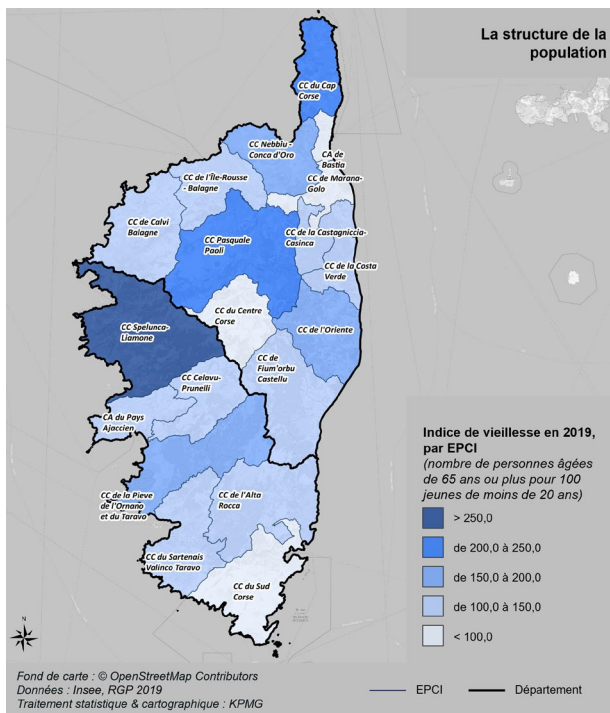 La structure de la
population
CC du Cap
Corse
CC Nebbiu -
Conca d'Oro
CA de
Bastia
CC de l'Île-Rousse
- Balagne
CC de Marana-
Golo
CC de Calvi
Balagne
CC Pasquale
Paoli
CC de la Castagniccia-
Casinca
CC de la Costa
Verde
CC du Centre
Corse
CC Spelunca-
Liamone
CC de l'Oriente
CC de
Fium'orbu
Castellu
CC Celavu-
Prunelli
CA du Pays
Ajaccien
CC de la Pieve
de l'Ornano
et du Taravo
CC de l'Alta
Rocca
CC du Sartenais
Valinco Taravo
CC du Sud
Corse
Indice de vieillesse en 2019,
par EPCI
(nombre de personnes âgées
de 65 ans ou plus pour 100
jeunes de moins de 20 ans)
> 250,0
de 200,0 à 250,0
de 150,0 à 200,0
de 100,0 à 150,0
< 100,0
N
Fond de carte : © OpenStreetMap Contributors
Données : Insee, RGP 2019
Traitement statistique & cartographique : KPMG
EPCI
Département